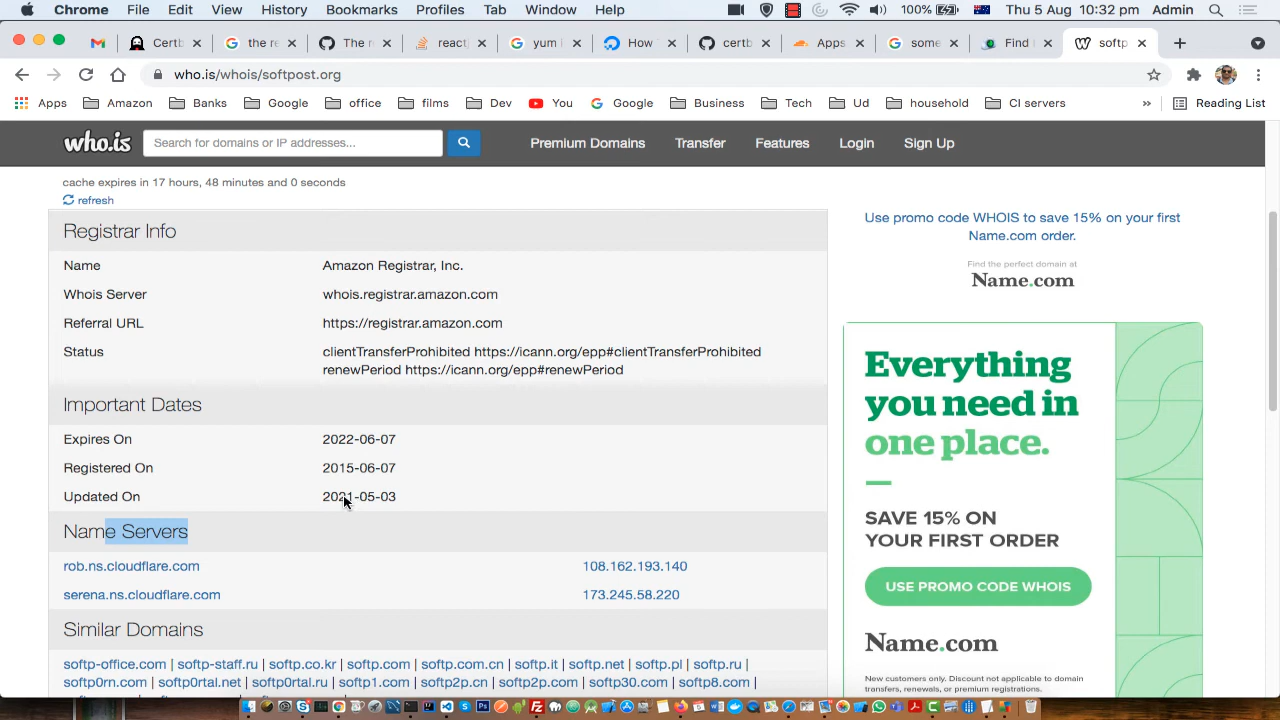 Chrome File Edit View History Bookmarks Profiles Tab Window Help 100% Thu 5 Aug 10:32 pm Admin
Certb the re The re react yum i How certb Apps some Find softp
who.is/whois/softpost.org
Apps Amazon Banks Google office films Dev You Google Business Tech Ud household CI servers » Reading List
who.is Search for domains or IP addresses... Premium Domains Transfer Features Login Sign Up
cache expires in 17 hours, 48 minutes and 0 seconds
refresh
Registrar Info
Name Amazon Registrar, Inc.
Whois Server whois.registrar.amazon.com
Referral URL https://registrar.amazon.com
Status clientTransferProhibited https://icann.org/epp#clientTransferProhibited
renewPeriod https://icann.org/epp#renewPeriod
Important Dates
Expires On 2022-06-07
Registered On 2015-06-07
Updated On 2021-05-03
Name Servers
rob.ns.cloudflare.com 108.162.193.140
serena.ns.cloudflare.com 173.245.58.220
Similar Domains
softp-office.com | softp-staff.ru | softp.co.kr | softp.com | softp.com.cn | softp.it | softp.net | softp.pl | softp.ru |
softp0rn.com | softp0rtal.net | softp0rtal.ru | softp1.com | softp2p.cn | softp2p.com | softp30.com | softp8.com |
Use promo code WHOIS to save 15% on your first
Name.com order.
Find the perfect domain at
Name.com
Everything
you need in
one place.
SAVE 15% ON
YOUR FIRST ORDER
USE PROMO CODE WHOIS
Name.com
New customers only. Discount not applicable to domain
transfers, renewals, or premium registrations.